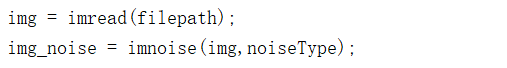 img = imread(filepath);
img_noise = imnoise(img,noiseType);